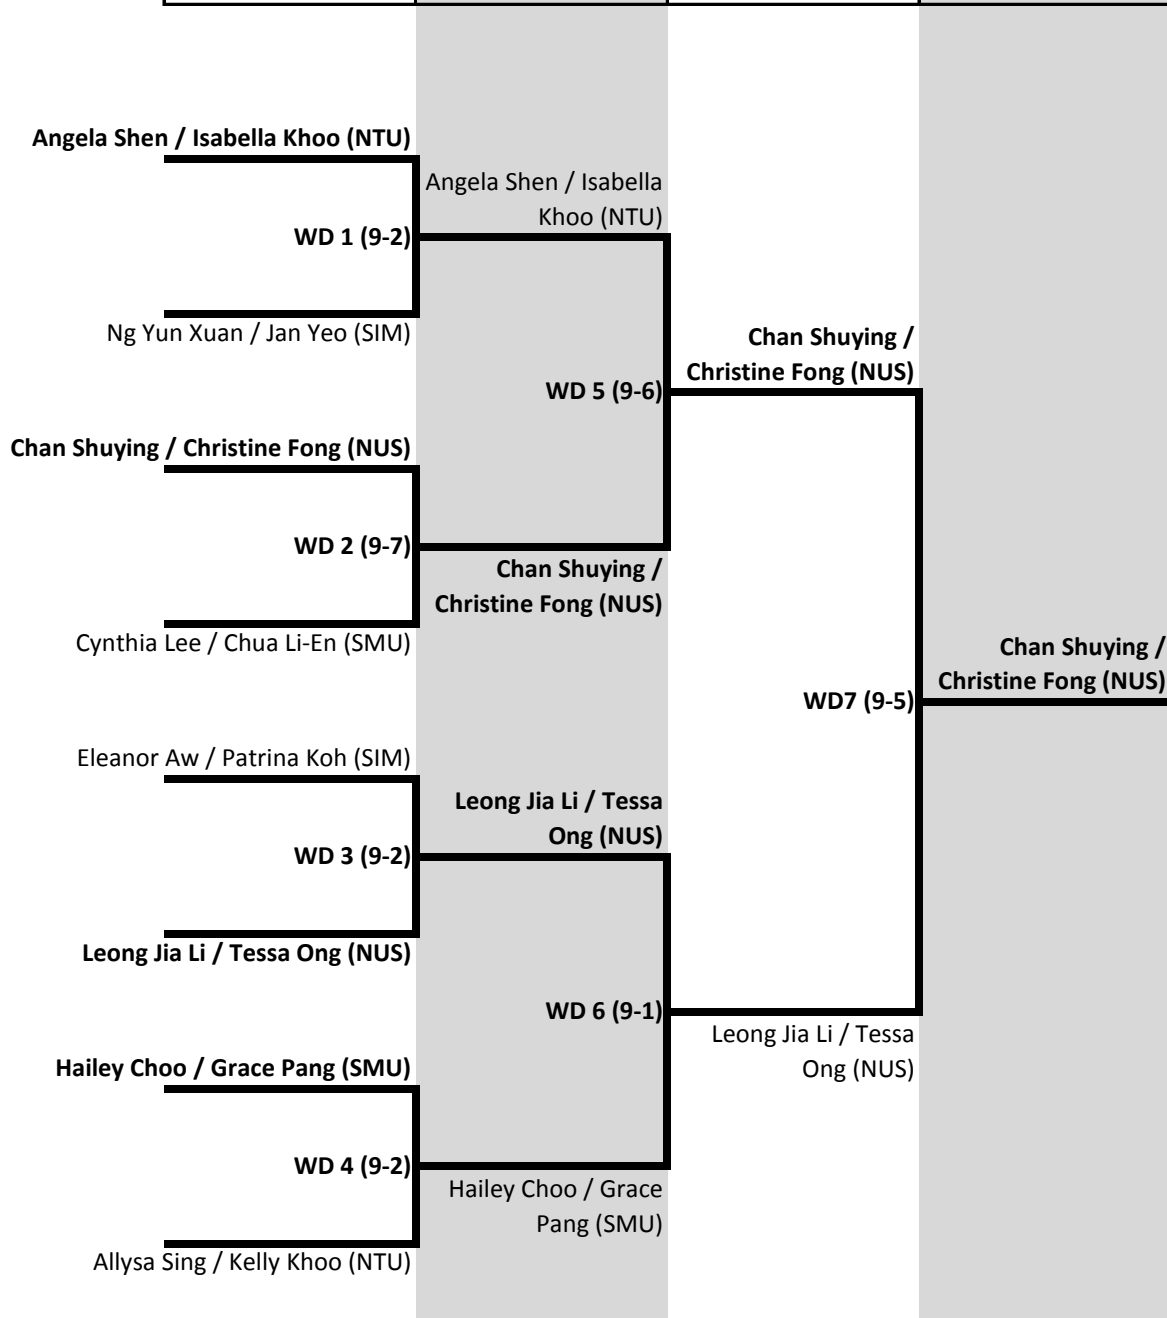 Angela Shen / Isabella Khoo (NTU)
Angela Shen / Isabella
Khoo (NTU)
WD 1 (9-2)
Ng Yun Xuan / Jan Yeo (SIM)
Chan Shuying /
Christine Fong (NUS)
WD 5 (9-6)
Chan Shuying / Christine Fong (NUS)
WD 2 (9-7)
Chan Shuying /
Christine Fong (NUS)
Cynthia Lee / Chua Li-En (SMU)
Chan Shuying /
Christine Fong (NUS)
WD7 (9-5)
Eleanor Aw / Patrina Koh (SIM)
Leong Jia Li / Tessa
Ong (NUS)
WD 3 (9-2)
Leong Jia Li / Tessa Ong (NUS)
WD 6 (9-1)
Leong Jia Li / Tessa
Ong (NUS)
Hailey Choo / Grace Pang (SMU)
WD 4 (9-2)
Hailey Choo / Grace
Pang (SMU)
Allysa Sing / Kelly Khoo (NTU)